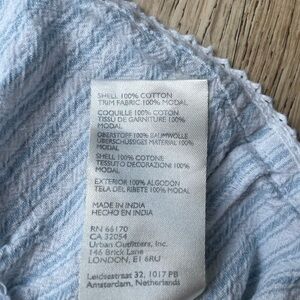 SHELL 100% COTTON
TRIM FABRIC 100% MODAL
COQUILLE 100% COTON
TISSU DE GARNITURE 100%
MODAL
OBERSTOFF 100% BAUMWOLLE
ÜBERSCHÜSSIGES MATERIAL 100%
MODAL
SHELL 100% COTONE
TESSUTO DECORAZIONI 100%
MODAL
EXTERIOR 100% ALGODON
TELA DEL RIBETE 100% MODAL
MADE IN INDIA
HECHO EN INDIA
RN 66170
CA 32054
Urban Outfitters, Inc.
146 Brick Lane
LONDON, E1 6RU
Leidsestraat 32, 1017 PB
Amsterdam, Netherlands